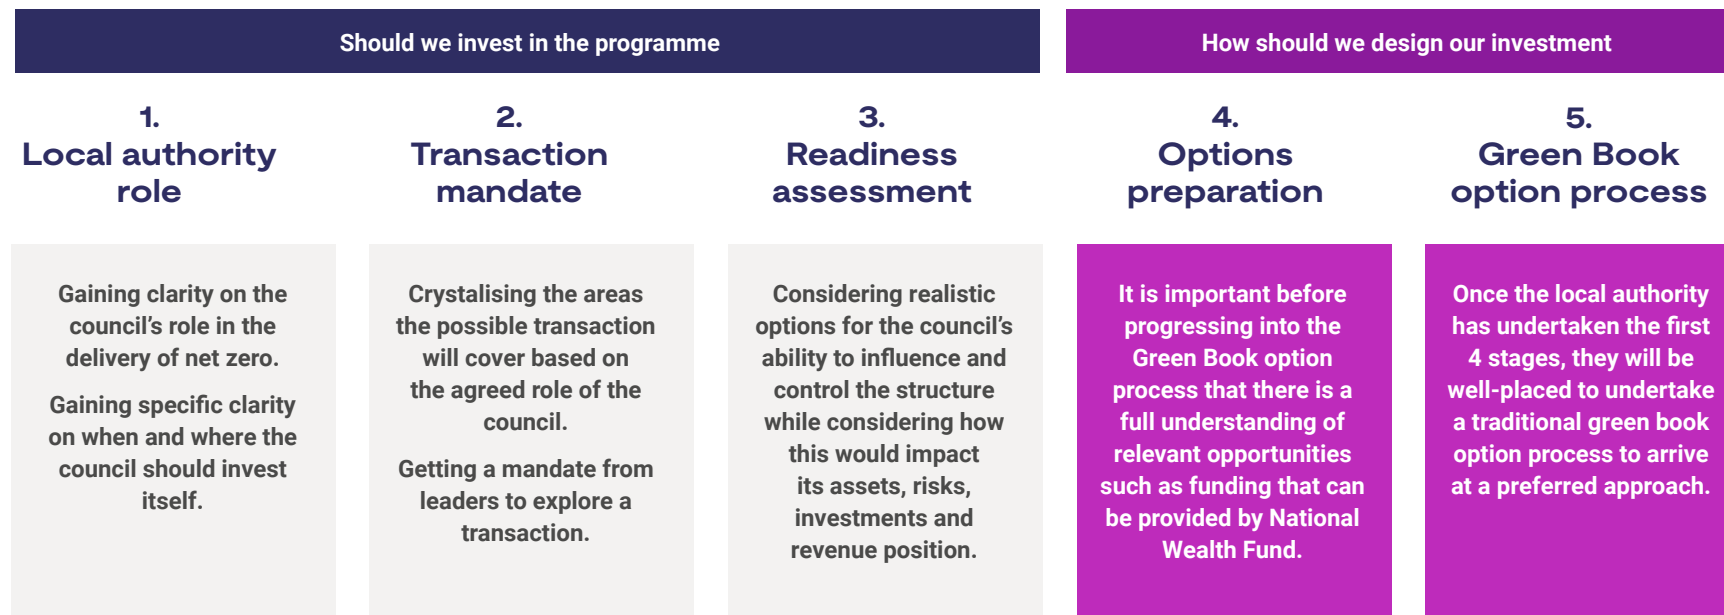 Should we invest in the programme
How should we design our investment
1.
Local authority
role
2.
Transaction
mandate
3.
Readiness
assessment
4.
Options
preparation
5.
Green Book
option process
Gaining clarity on the
council’s role in the
delivery of net zero.
Gaining specific clarity
on when and where the
council should invest
itself.
Crystalising the areas
the possible transaction
will cover based on
the agreed role of the
council.
Getting a mandate from
leaders to explore a
transaction.
Considering realistic
options for the council’s
ability to influence and
control the structure
while considering how
this would impact
its assets, risks,
investments and
revenue position.
It is important before
progressing into the
Green Book option
process that there is a
full understanding of
relevant opportunities
such as funding that can
be provided by National
Wealth Fund.
Once the local authority
has undertaken the first
4 stages, they will be
well-placed to undertake
a traditional green book
option process to arrive
at a preferred approach.